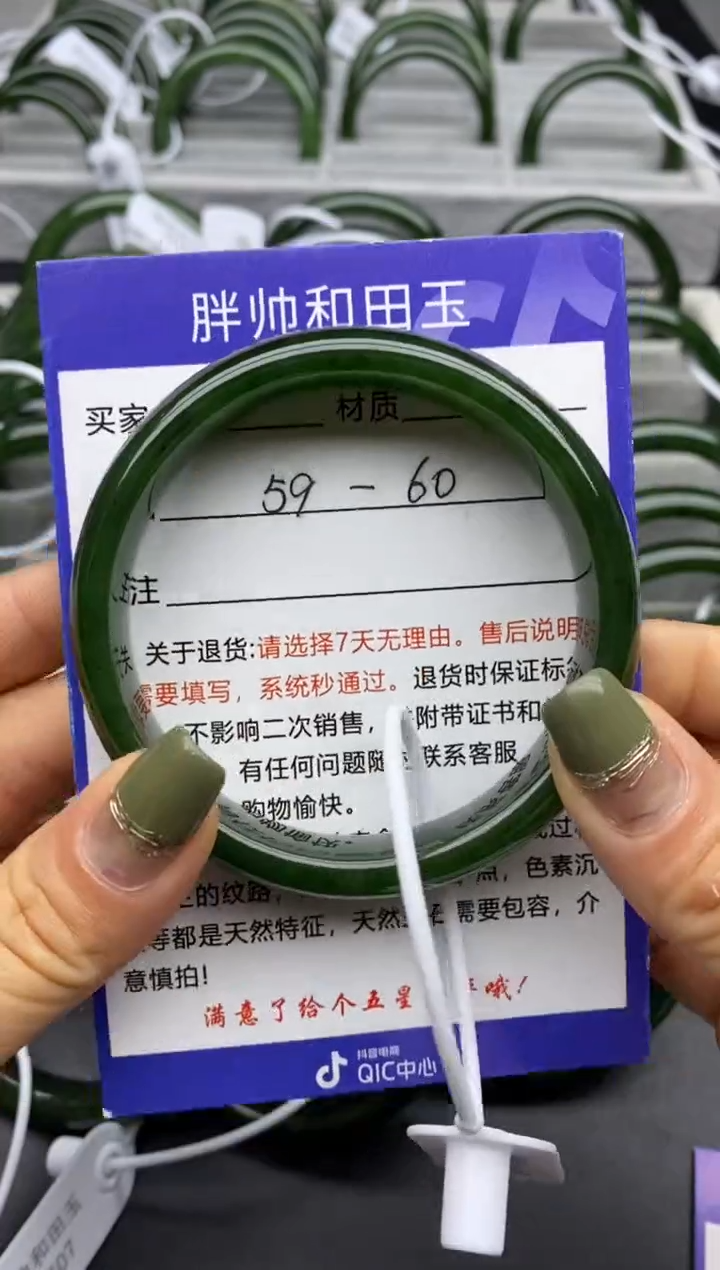 胖帅和田玉
买家 材质
59 - 60
注
关于退货:请选择7天无理由。售后说明
需要填写，系统秒通过。退货时保证标
不影响二次销售， 附带证书和
有任何问题随 联系客服
购物愉快。
的纹路， 点，色素沉
等都是天然特征，天然 需要包容，介
意慎拍!
满意了给个五星 哦!
抖音电商
QIC中心
和田玉
07